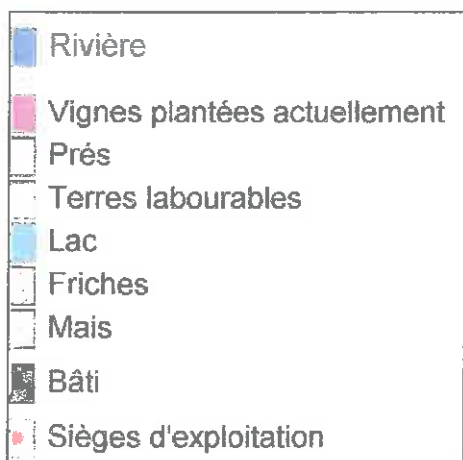 Rivière
Vignes plantées actuellement
Prés
Terres labourables
Lac
Friches
Mais
Bâti
Sièges d'exploitation